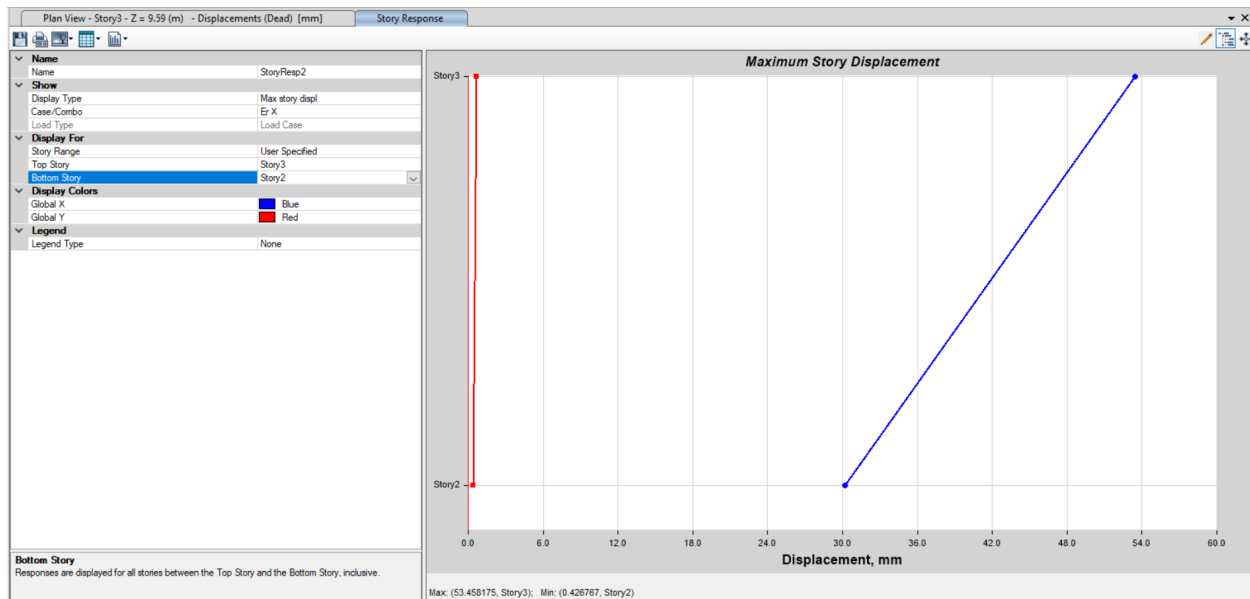 Plan View - Story3 - Z = 9.59 (m) - Displacements (Dead) [mm]
Story Response
Name
Name StoryResp2
Show
Display Type Max story displ
Case/Combo Er X
Load Type Load Case
Display For
Story Range User Specified
Top Story Story3
Bottom Story Story2
Display Colors
Global X Blue
Global Y Red
Legend
Legend Type None
Bottom Story
Responses are displayed for all stories between the Top Story and the Bottom Story, inclusive.
Maximum Story Displacement
Story3
Story2
0.0 6.0 12.0 18.0 24.0 30.0 36.0 42.0 48.0 54.0 60.0
Displacement, mm
Max: (53.458175, Story3); Min: (0.426767, Story2)